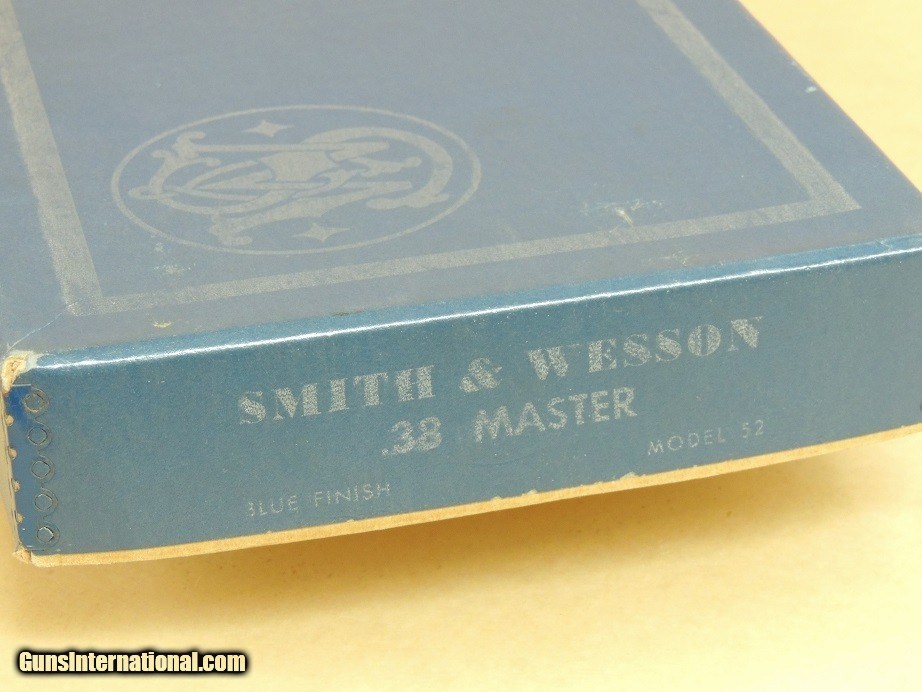 SMITH & WESSON
.38 MASTER
BLUE FINISH
MODEL 52
GunsInternational.com